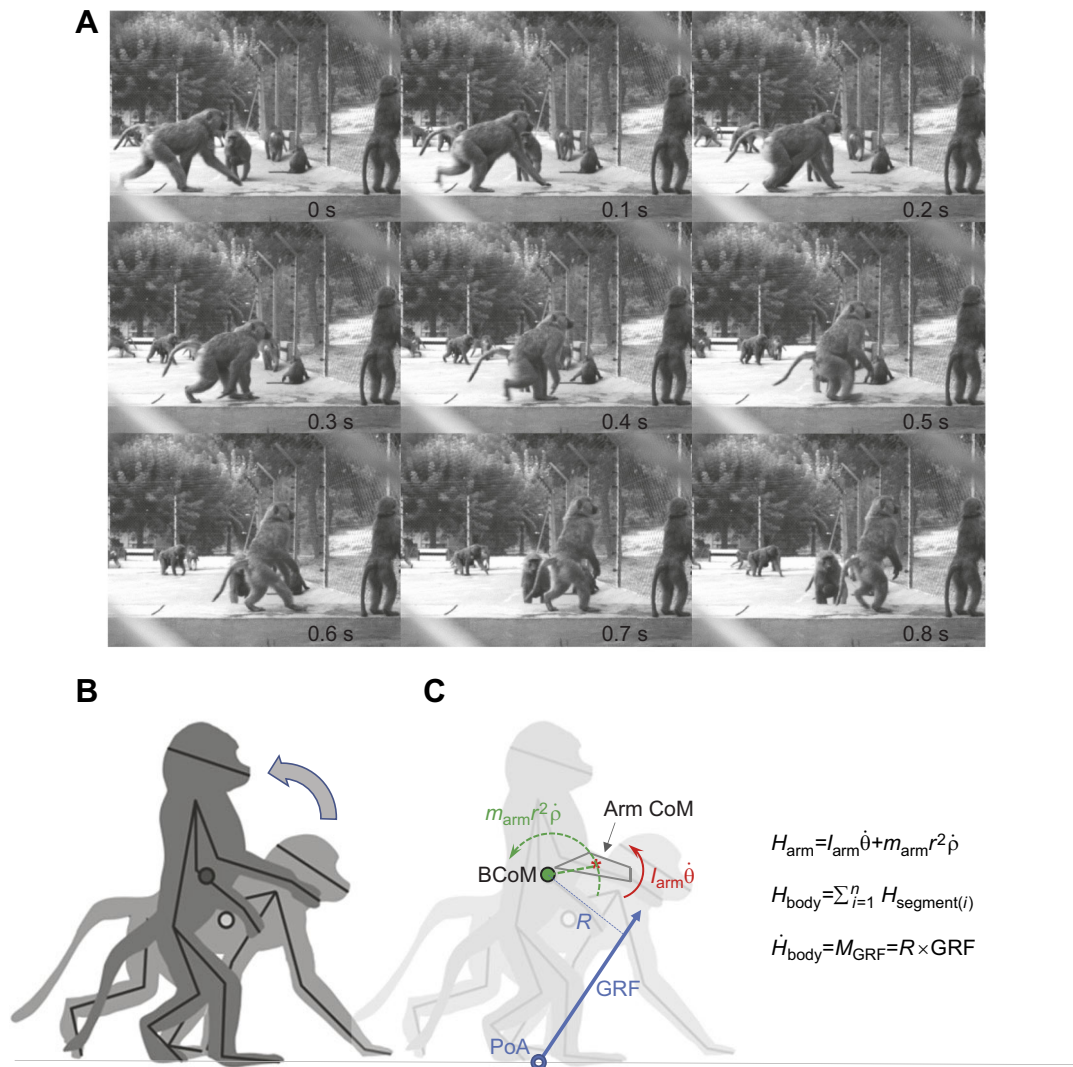 A
0 s
0.1 s
0.2 s
0.3 s
0.4 s
0.5 s
0.6 s
0.7 s
0.8 s
B
C
Arm CoM
m_arm r² ρ̇
BCoM
I_arm θ̇
R
GRF
PoA
H_arm=I_arm θ̇+m_arm r² ρ̇
H_body=∑ⁿᵢ₌₁ H_segment(i)
Ḣ_body=M_GRF=R×GRF